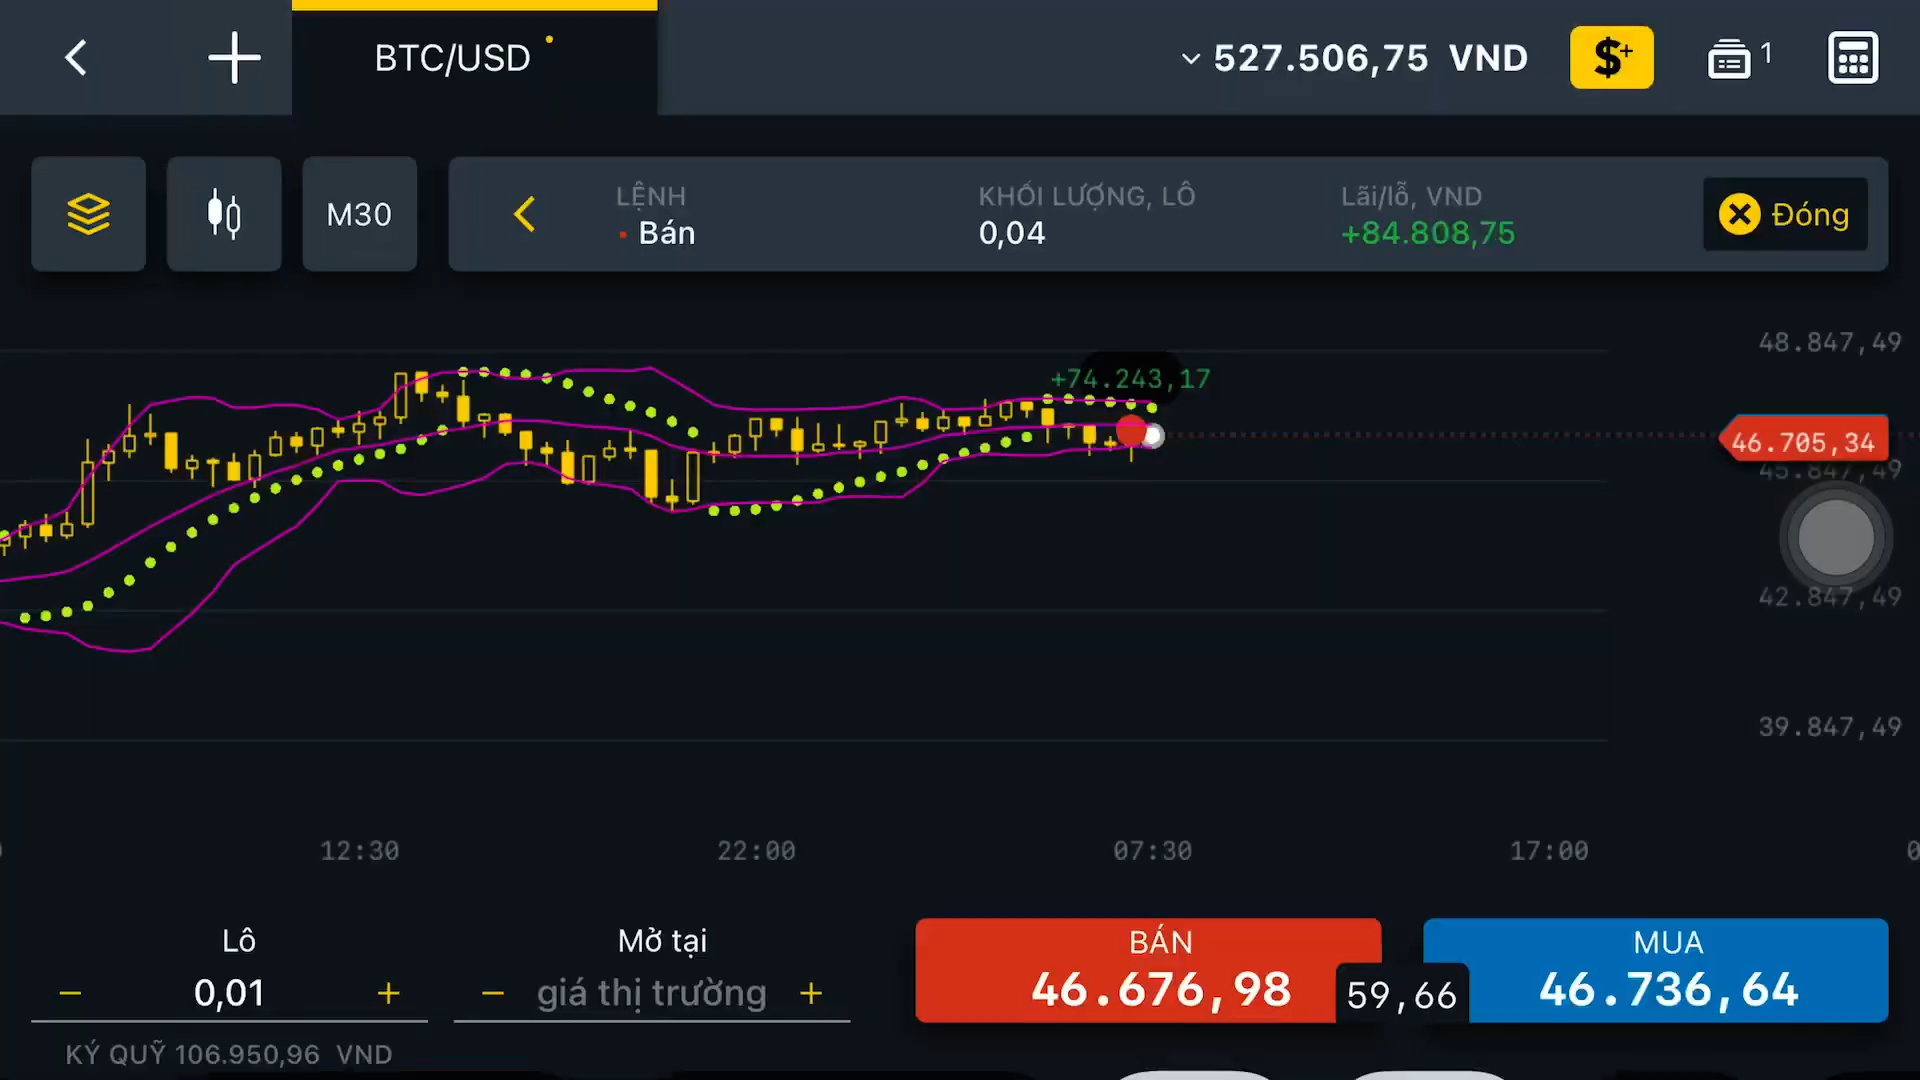 BTC/USD
527.506,75 VND
$+
1
M30
LỆNH
Bán
KHỐI LƯỢNG, LÔ
0,04
Lãi/lỗ, VND
+84.808,75
Đóng
48.847,49
+74.243,17
46.705,34
45.847,49
42.847,49
39.847,49
12:30
22:00
07:30
17:00
Lô
− 0,01 +
KÝ QUỸ 106.950,96 VND
Mở tại
− giá thị trường +
BÁN
46.676,98
59,66
MUA
46.736,64